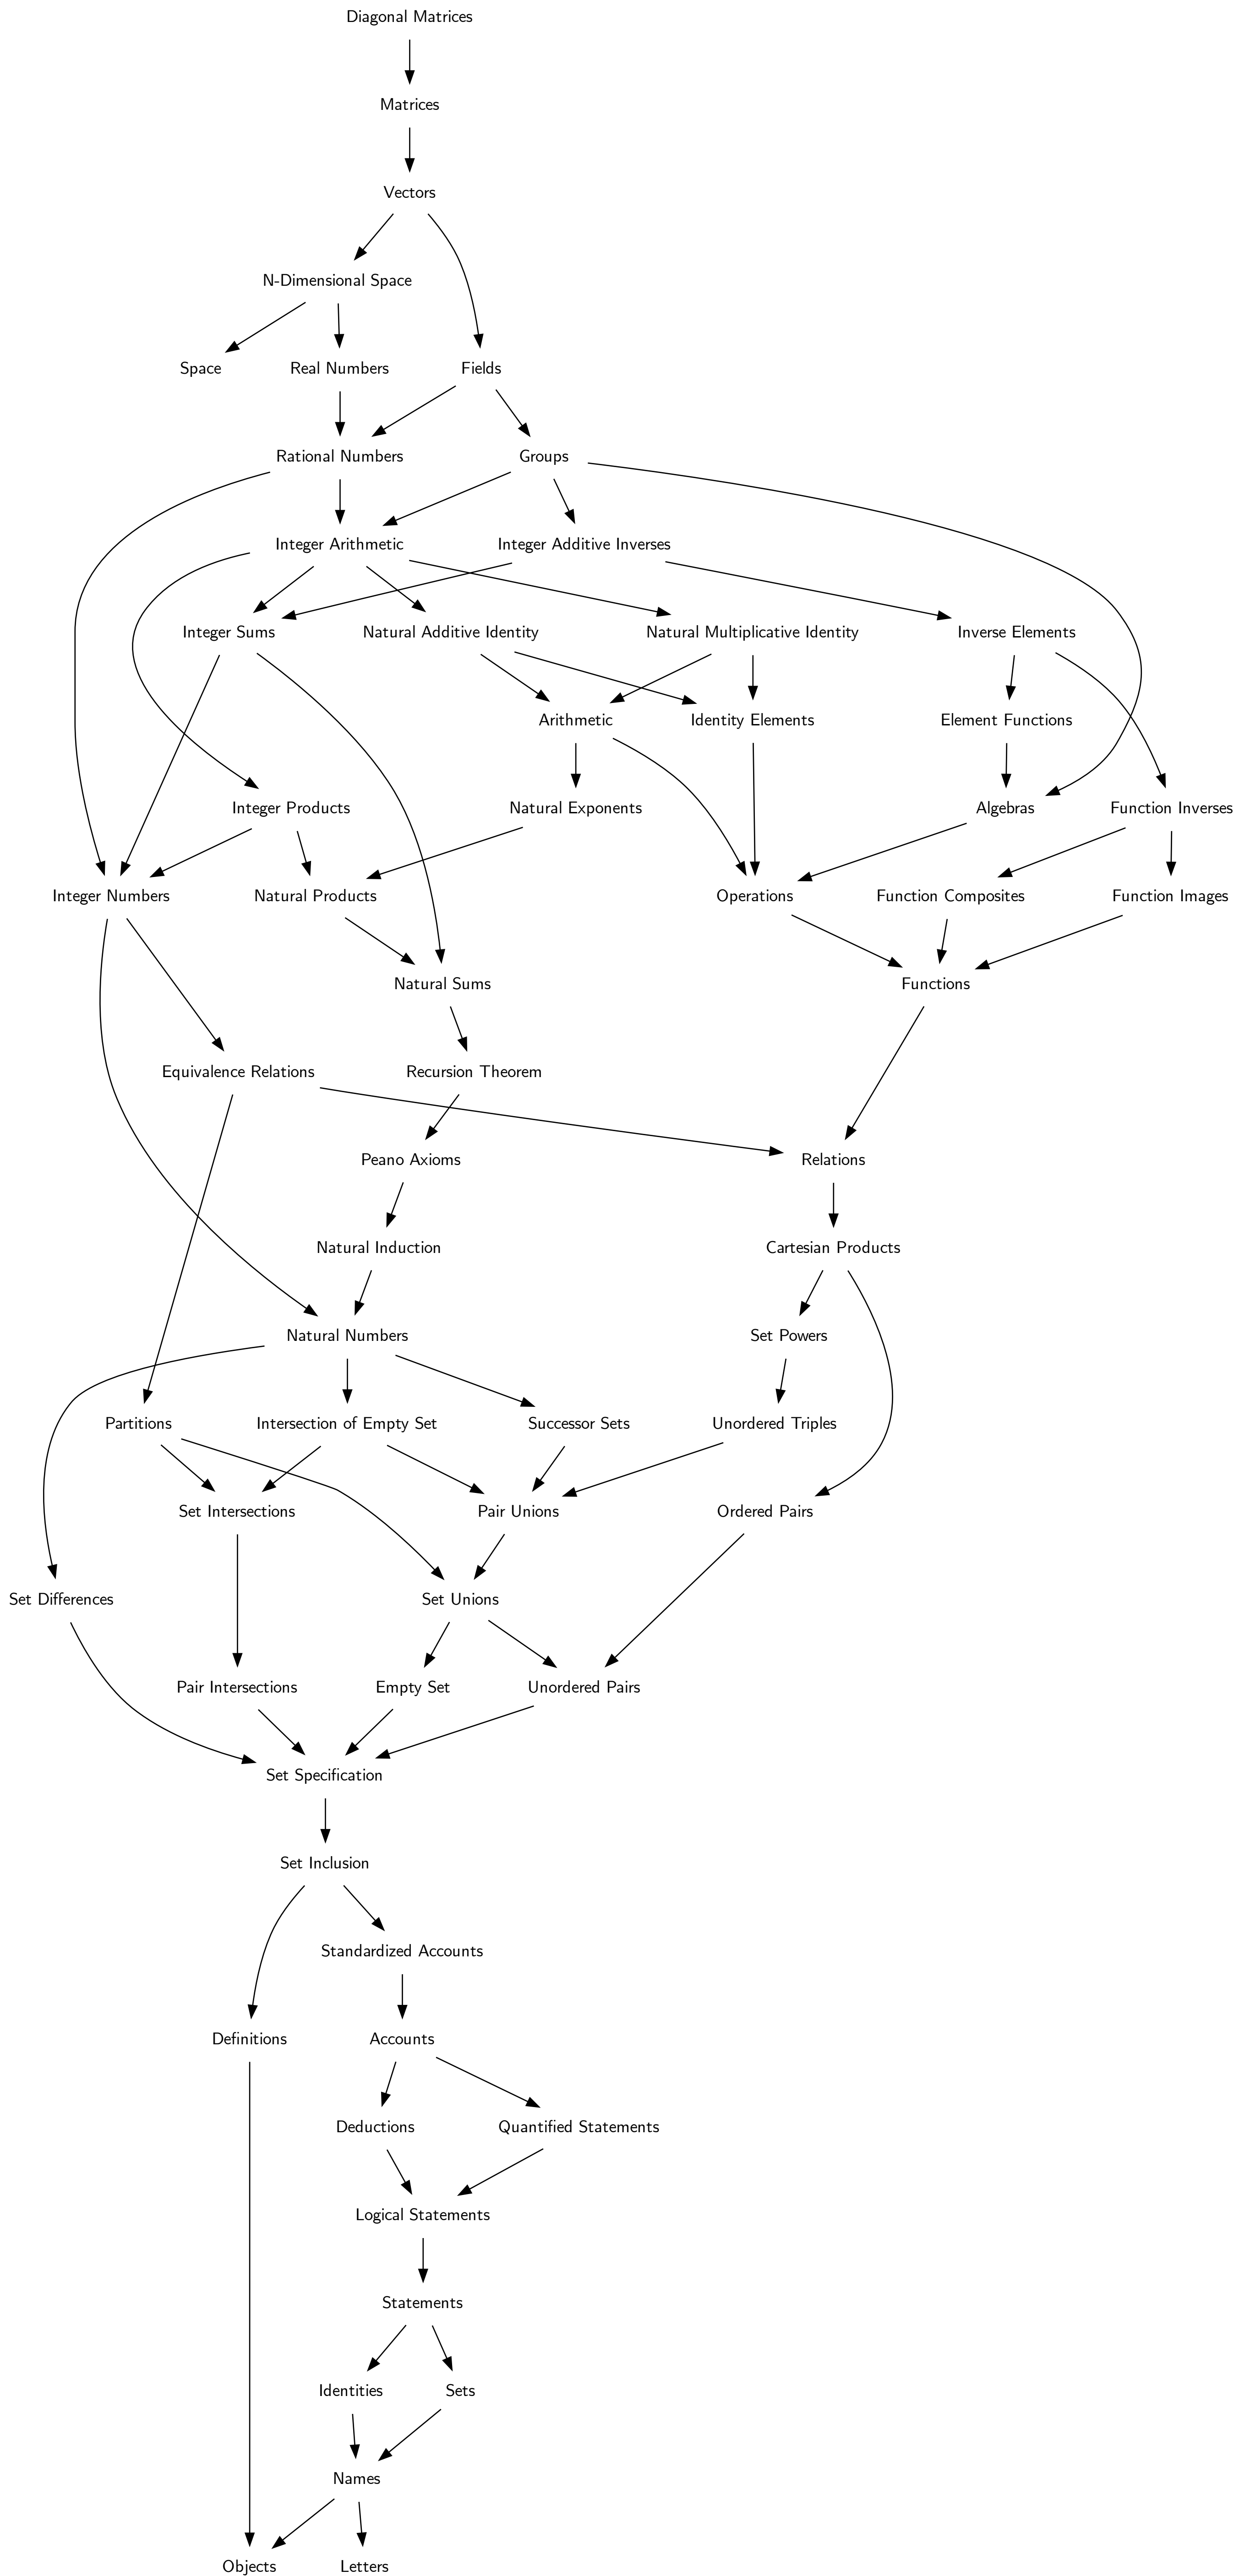 Diagonal Matrices
Matrices
Vectors
N-Dimensional Space
Space
Real Numbers
Fields
Rational Numbers
Groups
Integer Arithmetic
Integer Additive Inverses
Integer Sums
Natural Additive Identity
Natural Multiplicative Identity
Inverse Elements
Arithmetic
Identity Elements
Element Functions
Integer Products
Natural Exponents
Algebras
Function Inverses
Integer Numbers
Natural Products
Operations
Function Composites
Function Images
Natural Sums
Functions
Equivalence Relations
Recursion Theorem
Peano Axioms
Relations
Natural Induction
Cartesian Products
Natural Numbers
Set Powers
Partitions
Intersection of Empty Set
Successor Sets
Unordered Triples
Set Intersections
Pair Unions
Ordered Pairs
Set Differences
Set Unions
Pair Intersections
Empty Set
Unordered Pairs
Set Specification
Set Inclusion
Standardized Accounts
Definitions
Accounts
Deductions
Quantified Statements
Logical Statements
Statements
Identities
Sets
Names
Objects
Letters